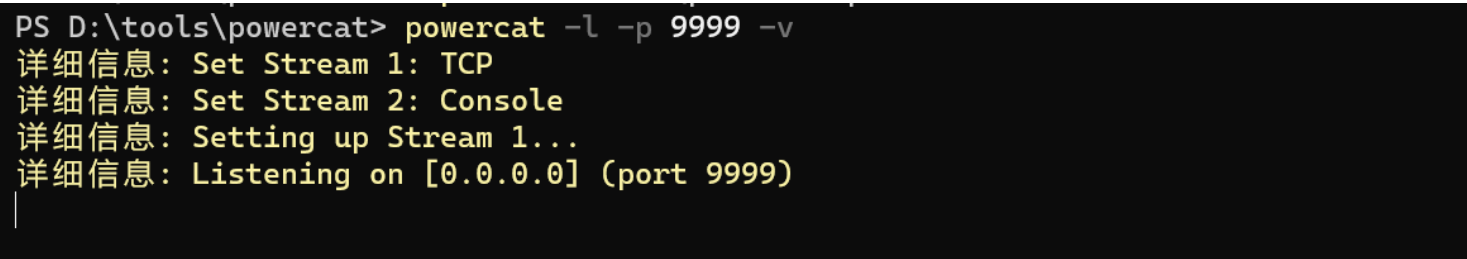 PS D:\tools\powercat> powercat -l -p 9999 -v
详细信息: Set Stream 1: TCP
详细信息: Set Stream 2: Console
详细信息: Setting up Stream 1...
详细信息: Listening on [0.0.0.0] (port 9999)